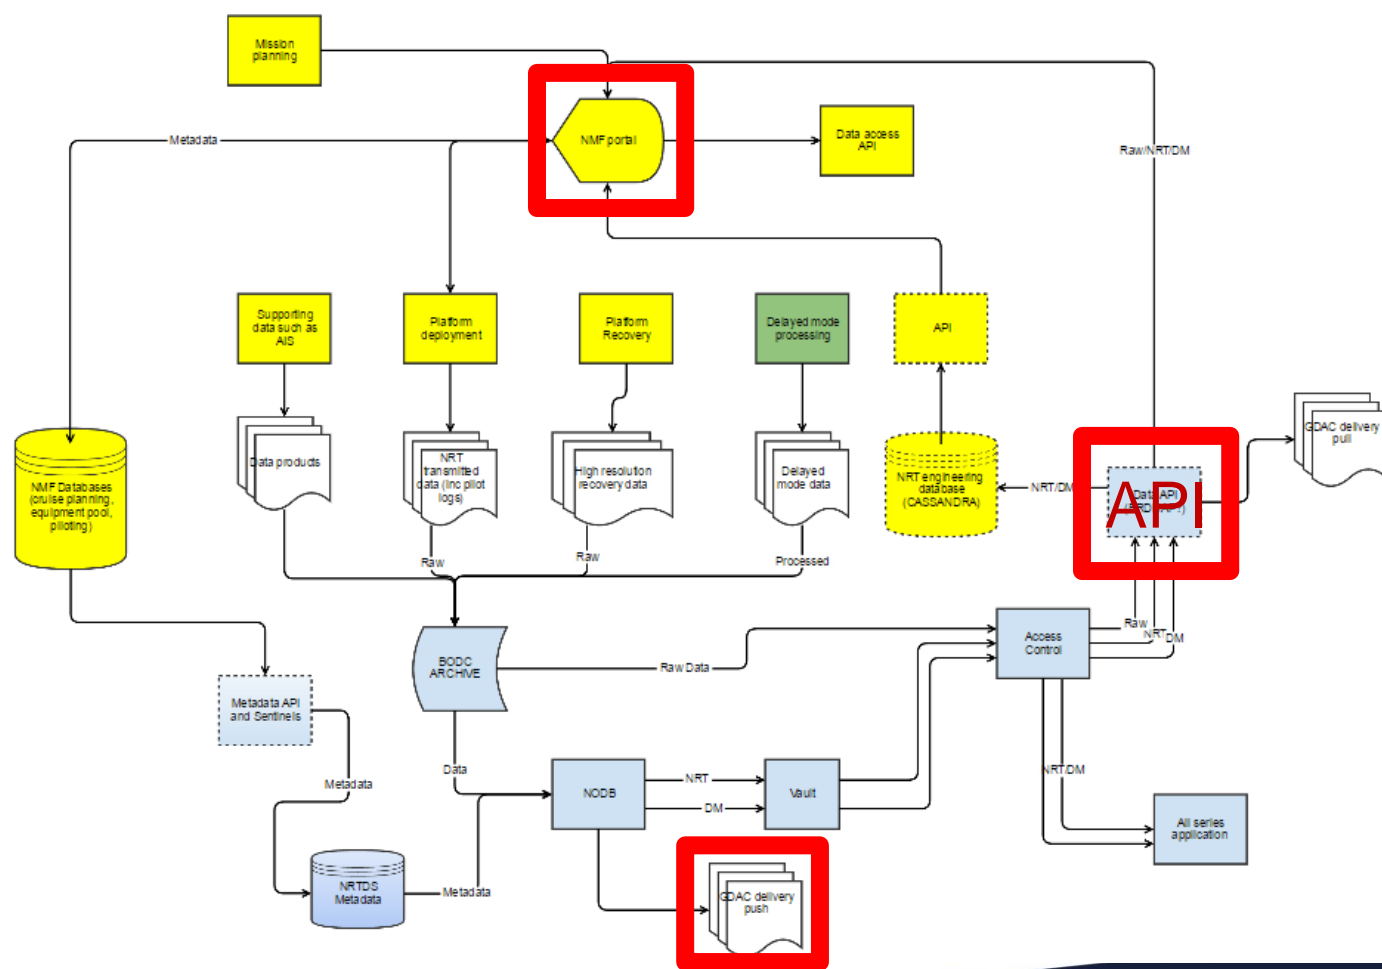 Mission
planning
Metadata
NMF portal
Data access
API
Raw/NRT/DM
Supporting
data such as
AIS
Platform
deployment
Platform
Recovery
Delayed mode
processing
API
GDAC delivery
pull
Data products
NRT
transmitted
data (Inc pilot
logs)
High resolution
recovery data
Delayed
mode data
NRT engineering
database
(CASSANDRA)
NRT/DM
Data API
API
NMF Databases
(cruise planning,
equipment pool,
piloting)
Raw
Raw
Processed
Raw
NRT
DM
Access
Control
BODC
ARCHIVE
Raw Data
Metadata API
and Sentinels
Metadata
Data
NODB
NRT
DM
Vault
NRT/DM
All series
application
NRTDS
Metadata
Metadata
GDAC delivery
push